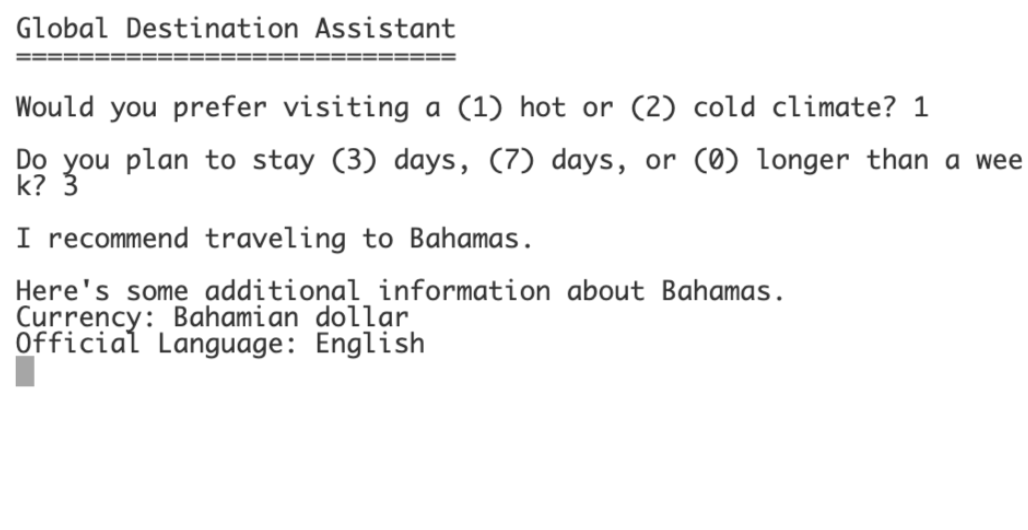 Global Destination Assistant
============================
Would you prefer visiting a (1) hot or (2) cold climate? 1
Do you plan to stay (3) days, (7) days, or (0) longer than a wee
k? 3
I recommend traveling to Bahamas.
Here's some additional information about Bahamas.
Currency: Bahamian dollar
Official Language: English